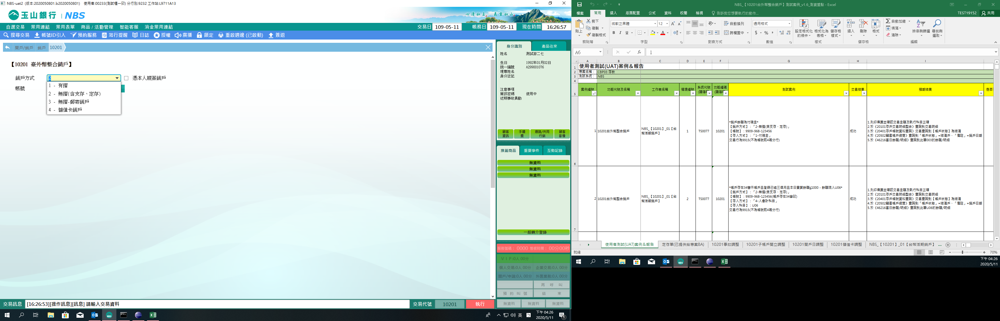 NBS-uat2 (版本:2020050801.b2020050801) 使用者:00233(測試櫃一卯) 分行別:9232 工作站:L9711A13
玉山銀行 | NBS
心清如玉,義重如山。
自選交易 常用連結 常用表單 商品 / 活動管理 智能客服 消金常用連結
交易日 109-05-11 帳務日 109-05-11 現在時間 16:26:57
搜尋交易 帳號ID引入 預約服務 蒞行提醒 日誌 授權 廣播 鎖定 重啟週邊 (已啟動) 簽退
開戶/銷戶 銷戶 10201
【10201 臺外幣整合銷戶】
銷戶方式 2 憑本人親簽銷戶
帳號
1 - 有摺
2 - 無摺(含支存、定存)
3 - 無摺-郵寄銷戶
4 - 儲值卡銷戶
身分識別 產品往來
姓名 測試游二七
生日 1992年01月02日
統一編號 A299001076
理專姓名
身分註記
注意事項
簡訊密碼 使用中
近期事故異動
顧客資訊 手續費 通路/共同行銷 顧客影像
推薦商品 重要事件 互動記錄
無資料
無資料
無資料
一般轉介登錄
服務號碼: 0000 等候時間: 00分00秒
VIP:0人 00分
個人交易:0人 00分 企業交易:0人 00分
開戶/申請:0人 00分 外匯業務:0人 00分
再 呼 叫
預 約 叫 號 結 束
無資料 無資料 無資料
交易訊息 [16:26:53][操作訊息][訊息] 請輸入交易資料 交易代號 10201 執行
英 下午 04:26
2020/5/11
NBS_【10201台外幣整合銷戶】測試案例_v1.6_測資盤點 - Excel
檔案 常用 插入 版面配置 公式 資料 校閱 檢視 告訴我您想要執行的動作... TEST19152 共用
貼上 剪下 複製 複製格式 剪貼簿
微軟正黑體 12 B I U 字型
自動換列 跨欄置中 對齊方式
通用格式 $ % 數值
設定格式化的條件 格式化為表格 儲存格樣式 樣式
插入 刪除 格式 儲存格
自動加總 填滿 清除 排序與篩選 尋找與選取 編輯
A6 fx 1
A B C D E F G H I
1 使用者測試(UAT)案例&報告
2 專案名稱: CBP03 存款
3 測試系統: NBS
4
5 案例編號 功能代號及名稱 工作表名稱 情境編號 系統代號 功能編碼 測試案例 交易結果 預期結果
6
1 10201台外幣整合銷戶 NBS_【10201】_01【台幣活期銷戶】 1 TS0077 10201
*銷戶餘額為付現金*
【銷戶方式】:「2-無摺(含支存、定存)」
【帳號】:9909-968-123456
【存入方式】:「1-付現金」
交易行為9915(不為帳號前4碼分行)
成功
1.列印傳票並確認交易金額及執行科目正確
2.於《20101存戶交易明細整合》查詢到交易明細
3.於《20401存戶帳號資料查詢》交易查詢到【帳戶狀態】為結清
4.於《20502顧客帳戶總覽》查詢到「帳戶狀態」=結清戶、「備註」=銷戶日期
5.於《46216當日餘額/明細》查詢到此筆003的餘額/明細
7
2 10201台外幣整合銷戶 NBS_【10201】_01【台幣活期銷戶】 2 TS0077 10201
*帳戶存在34警示帳戶且登錄已逾三個月且本日實質餘額≦1000,餘額限入U06*
【銷戶方式】:「2-無摺(含支存、定存)」
【帳號】:9909-968-123456(帳戶存在34事故)
【存入方式】:「4-入會計科目」
【存入科目】:U06
交易行為9915(不為帳號前4碼分行)
成功
1.列印傳票並確認交易金額及執行科目正確
2.於《20101存戶交易明細整合》查詢到交易明細
3.於《20401存戶帳號資料查詢》交易查詢到【帳戶狀態】為結清
4.於《20502顧客帳戶總覽》查詢到「帳戶狀態」=結清戶、「備註」=銷戶日期
5.於《46216當日餘額/明細》查詢到此筆U06的餘額/明細
使用者測試(UAT)案例&報告 定存單(已提供給專案BA) 10201事故調整 10201子帳戶開立調整 10201開戶日調整 10201儲值卡調整 NBS_【10201】_01【台幣活期銷戶】 ...
就緒 70%
下午 04:26
2020/5/11